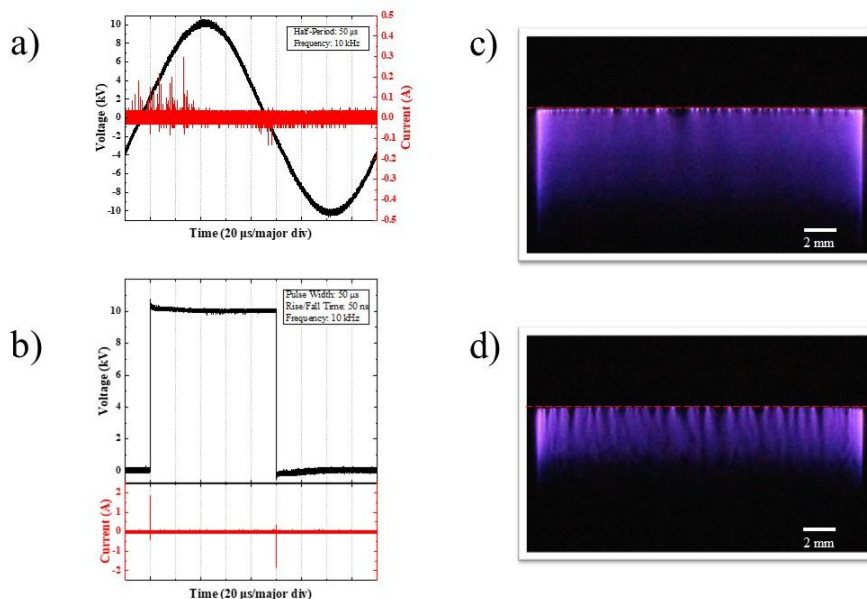 a)
Half-Period: 50 µs
Frequency: 10 kHz
Voltage (kV)
10
8
6
4
2
0
-2
-4
-6
-8
-10
Current (A)
0.5
0.4
0.3
0.2
0.1
0.0
-0.1
-0.2
-0.3
-0.4
-0.5
Time (20 µs/major div)
b)
Pulse Width: 50 µs
Rise/Fall Time: 50 ns
Frequency: 10 kHz
Voltage (kV)
10
8
6
4
2
0
Current (A)
2
1
0
-1
-2
Time (20 µs/major div)
c)
2 mm
d)
2 mm